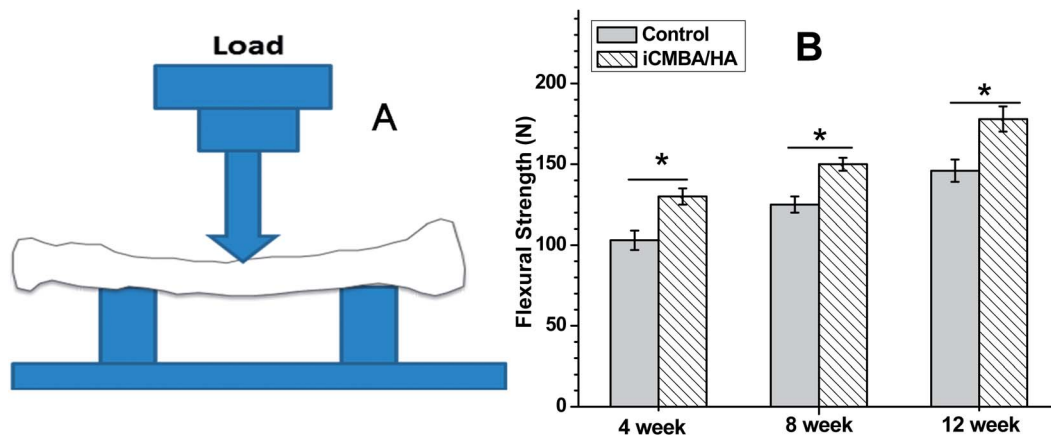 Load
A
B
Control
iCMBA/HA
Flexural Strength (N)
200
150
100
50
0
*
*
*
4 week
8 week
12 week